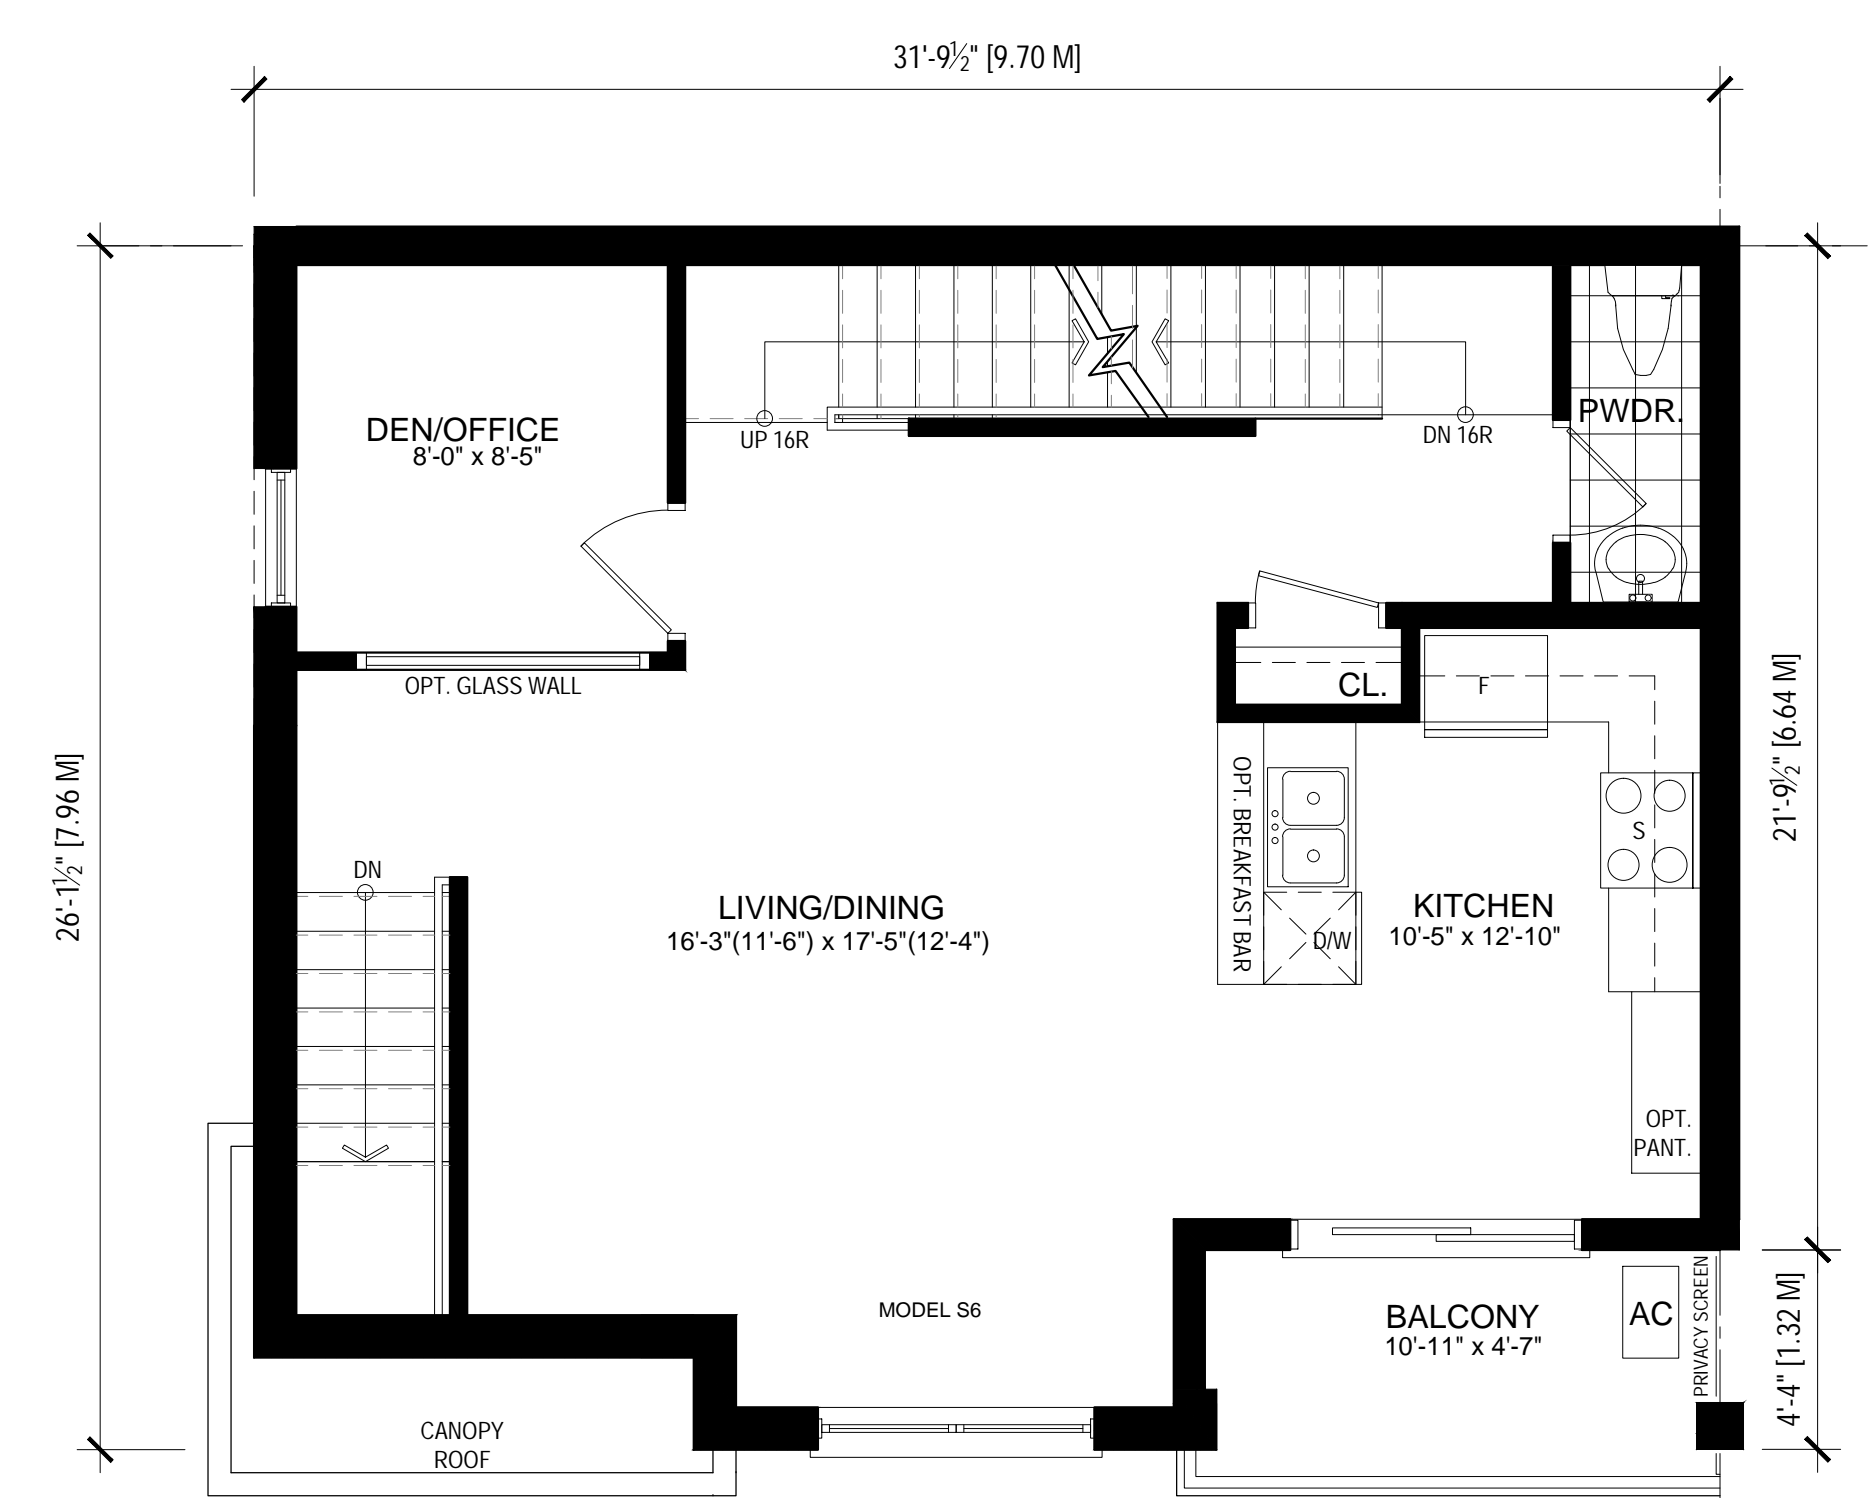 31'-9½" [9.70 M]
DEN/OFFICE
8'-0" x 8'-5"
UP 16R
DN 16R
PWDR.
OPT. GLASS WALL
CL.
F
26'-1½" [7.96 M]
21'-9½" [6.64 M]
OPT. BREAKFAST BAR
S
DN
LIVING/DINING
16'-3"(11'-6") x 17'-5"(12'-4")
D/W
KITCHEN
10'-5" x 12'-10"
OPT.
PANT.
MODEL S6
BALCONY
10'-11" x 4'-7"
AC
PRIVACY SCREEN
4'-4" [1.32 M]
CANOPY
ROOF